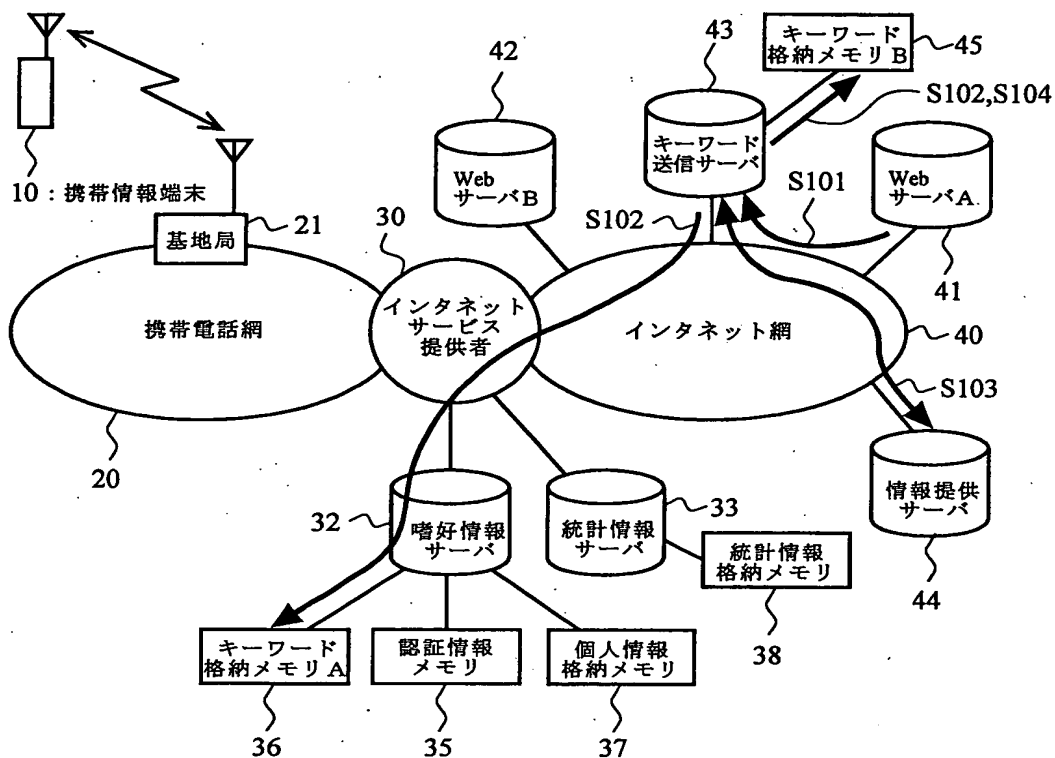 キーワード
格納メモリB
45
43
42
S102,S104
キーワード
送信サーバ
Web
サーバB
S101
Web
サーバA
10：携帯情報端末
21
基地局
30
S102
41
インタネット
サービス
提供者
携帯電話網
インタネット網
40
S103
20
32
嗜好情報
サーバ
33
統計情報
サーバ
情報提供
サーバ
統計情報
格納メモリ
44
38
キーワード
格納メモリA
認証情報
メモリ
個人情報
格納メモリ
36
35
37